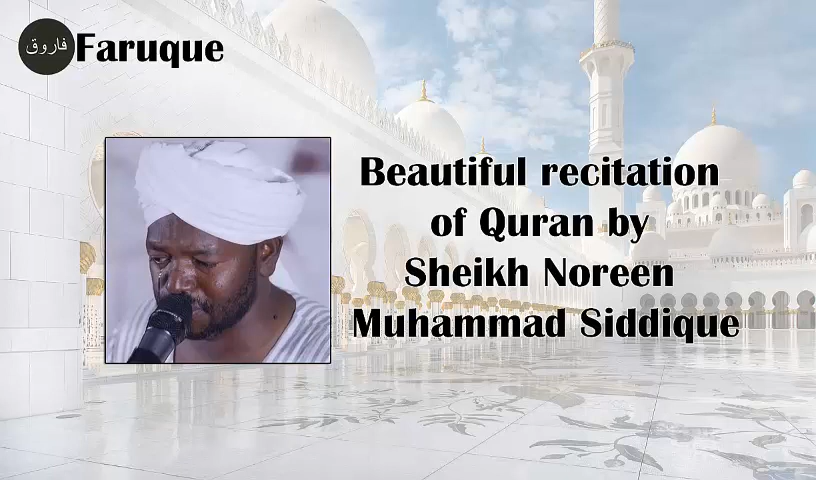 فاروق
Faruque
Beautiful recitation
of Quran by
Sheikh Noreen
Muhammad Siddique